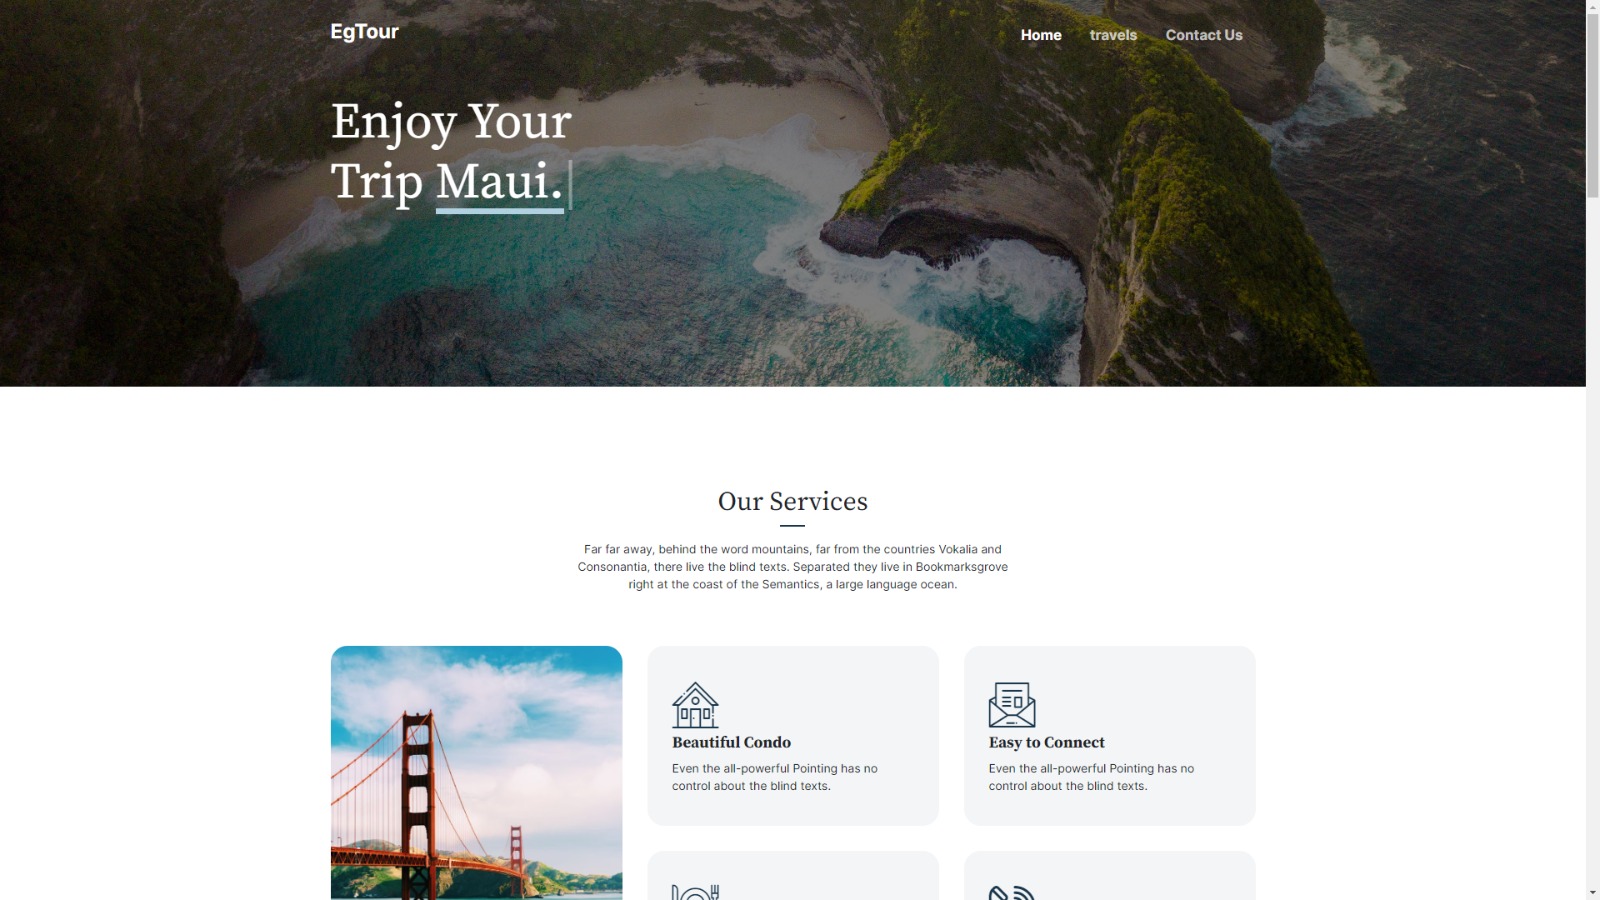 EgTour
Home
travels
Contact Us
Enjoy Your
Trip Maui.
Our Services
Far far away, behind the word mountains, far from the countries Vokalia and
Consonantia, there live the blind texts. Separated they live in Bookmarksgrove
right at the coast of the Semantics, a large language ocean.
Beautiful Condo
Even the all-powerful Pointing has no
control about the blind texts.
Easy to Connect
Even the all-powerful Pointing has no
control about the blind texts.